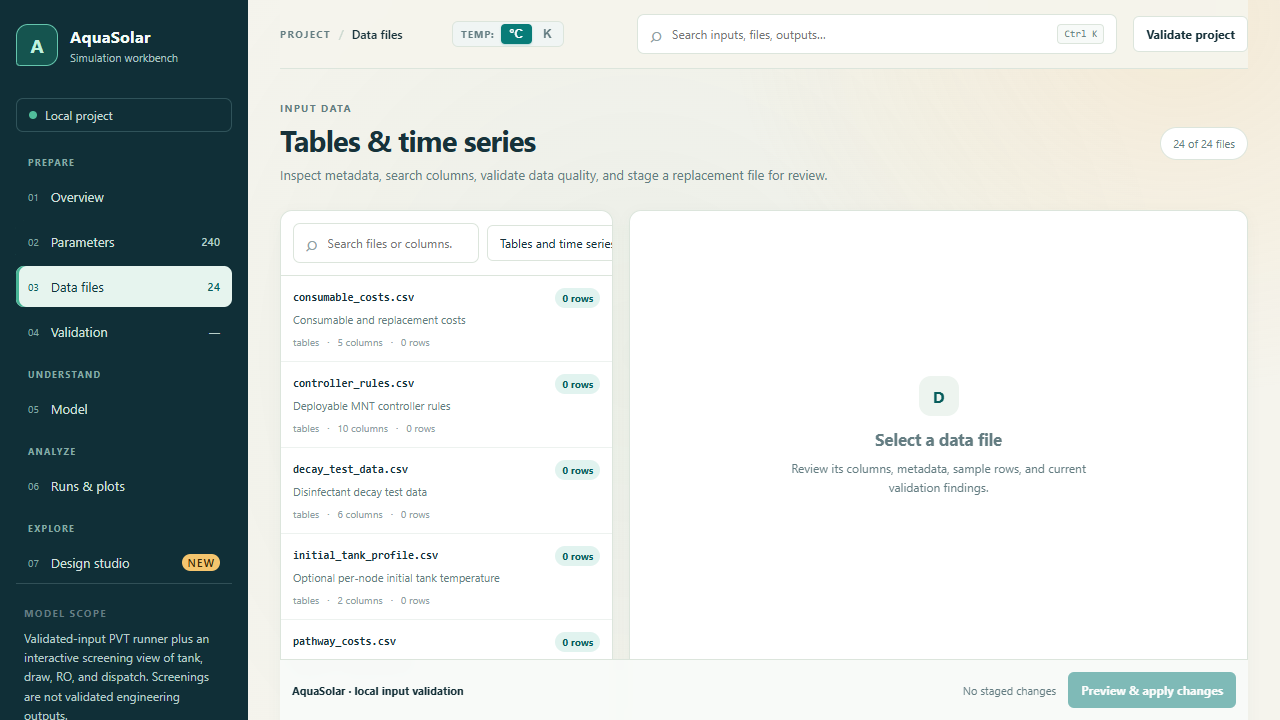 A
AquaSolar
Simulation workbench
Local project
PREPARE
01 Overview
02 Parameters 240
03 Data files 24
04 Validation —
UNDERSTAND
05 Model
ANALYZE
06 Runs & plots
EXPLORE
07 Design studio NEW
MODEL SCOPE
Validated-input PVT runner plus an
interactive screening view of tank,
draw, RO, and dispatch. Screenings
are not validated engineering
outputs.
PROJECT / Data files
TEMP: °C K
Search inputs, files, outputs...
Ctrl K
Validate project
INPUT DATA
Tables & time series
24 of 24 files
Inspect metadata, search columns, validate data quality, and stage a replacement file for review.
Search files or columns.
Tables and time series
consumable_costs.csv 0 rows
Consumable and replacement costs
tables · 5 columns · 0 rows
controller_rules.csv 0 rows
Deployable MNT controller rules
tables · 10 columns · 0 rows
decay_test_data.csv 0 rows
Disinfectant decay test data
tables · 6 columns · 0 rows
initial_tank_profile.csv 0 rows
Optional per-node initial tank temperature
tables · 2 columns · 0 rows
pathway_costs.csv 0 rows
D
Select a data file
Review its columns, metadata, sample rows, and current
validation findings.
AquaSolar · local input validation
No staged changes
Preview & apply changes